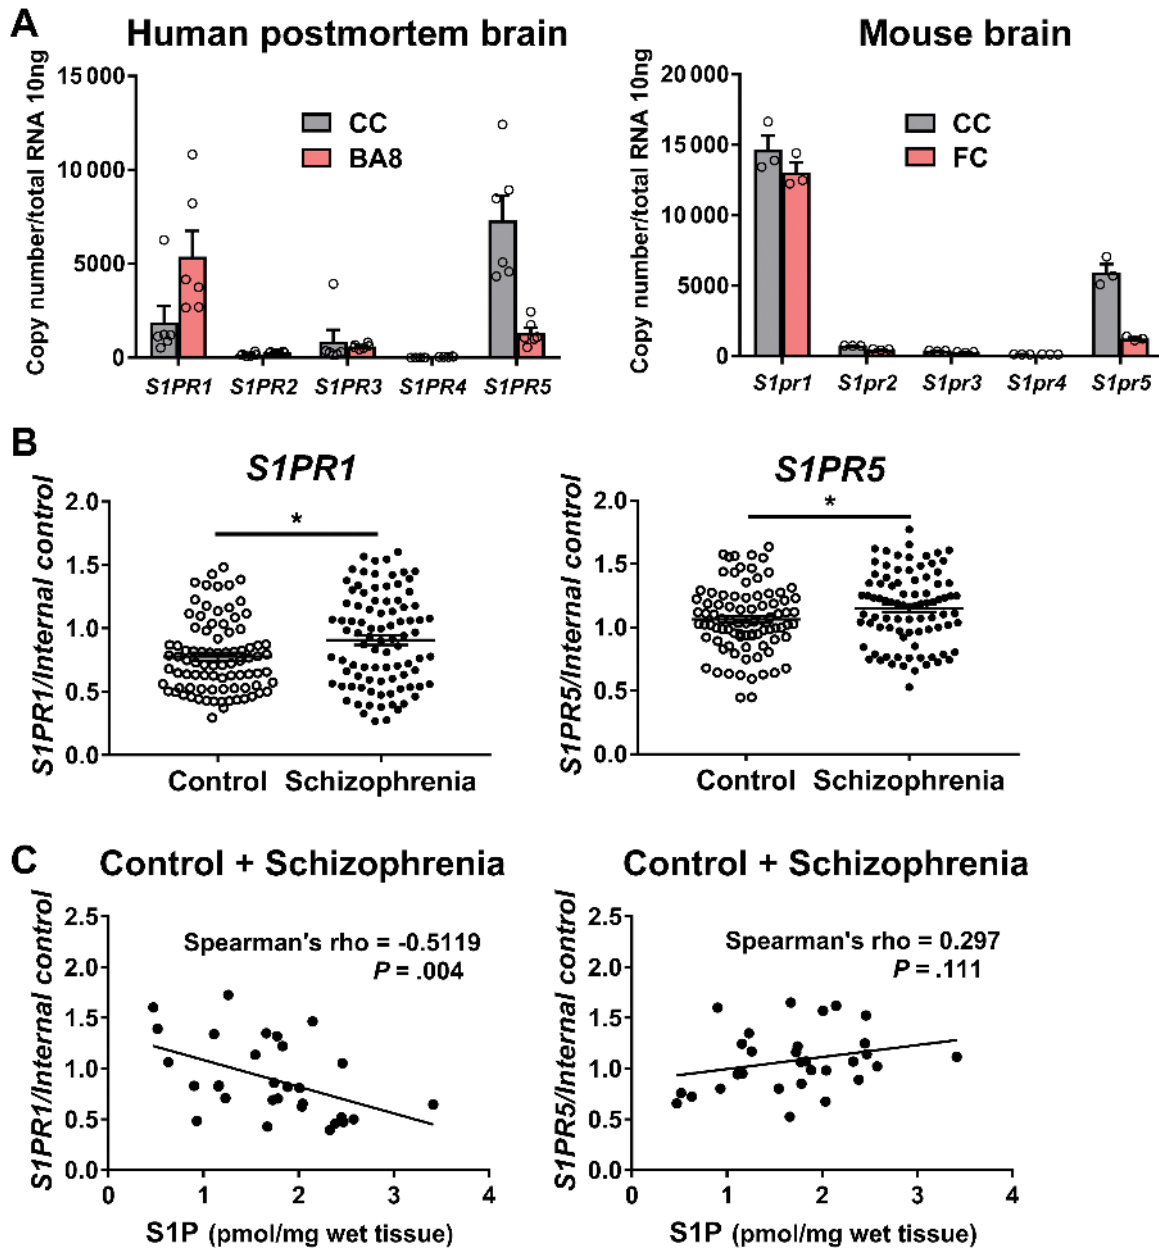 A
Human postmortem brain
Copy number/total RNA 10ng
15 000
10 000
5000
0
CC
BA8
S1PR1 S1PR2 S1PR3 S1PR4 S1PR5
Mouse brain
Copy number/total RNA 10ng
20 000
15 000
10 000
5000
0
CC
FC
S1pr1 S1pr2 S1pr3 S1pr4 S1pr5
B
S1PR1
S1PR1/Internal control
2.0
1.5
1.0
0.5
0.0
*
Control Schizophrenia
S1PR5
S1PR5/Internal control
2.0
1.5
1.0
0.5
0.0
*
Control Schizophrenia
C
Control + Schizophrenia
S1PR1/Internal control
2.5
2.0
1.5
1.0
0.5
0.0
Spearman's rho = -0.5119
P = .004
0 1 2 3 4
S1P (pmol/mg wet tissue)
Control + Schizophrenia
S1PR5/Internal control
2.5
2.0
1.5
1.0
0.5
0.0
Spearman's rho = 0.297
P = .111
0 1 2 3 4
S1P (pmol/mg wet tissue)